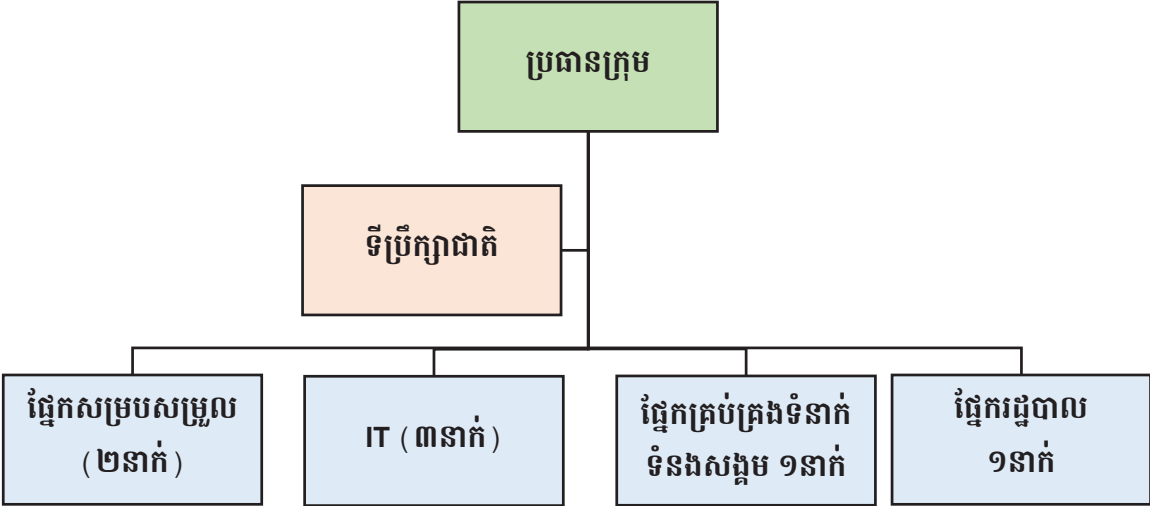 ប្រធានក្រុម
ទីប្រឹក្សាជាតិ
ផ្នែកសម្របសម្រួល
(២នាក់)
IT (៣នាក់)
ផ្នែកគ្រប់គ្រងទំនាក់
ទំនងសង្គម ១នាក់
ផ្នែករដ្ឋបាល
១នាក់